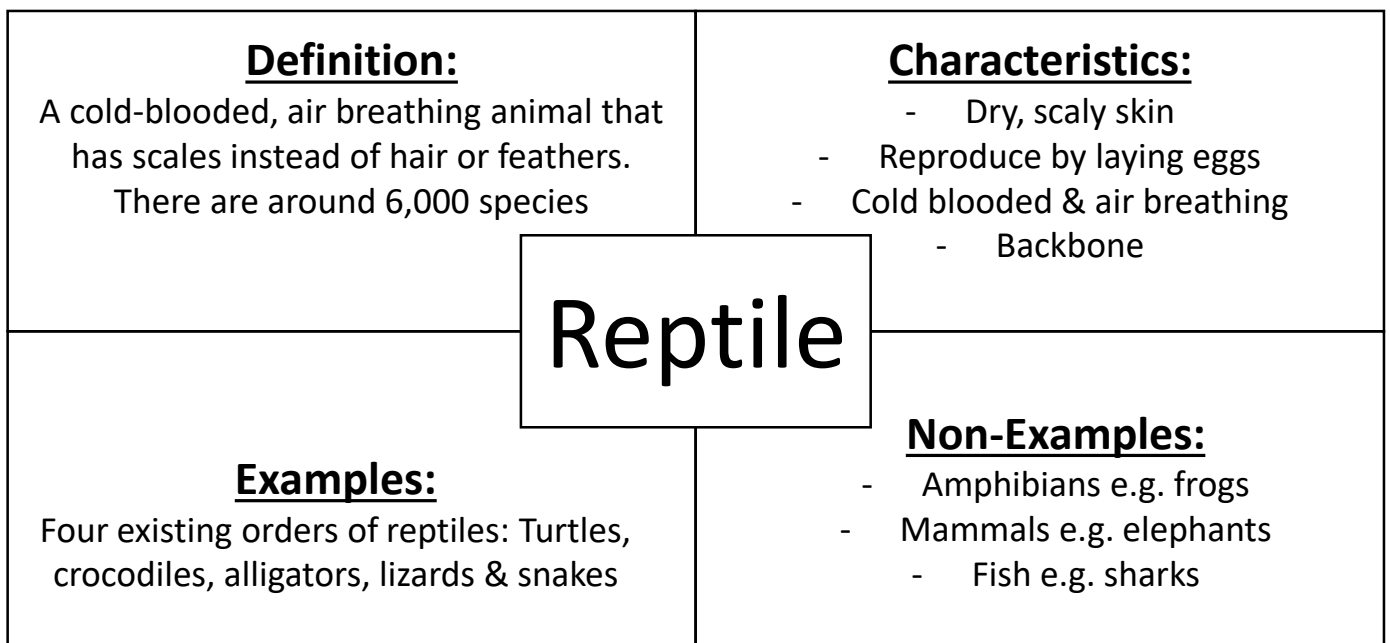 Definition:
A cold-blooded, air breathing animal that
has scales instead of hair or feathers.
There are around 6,000 species
Characteristics:
- Dry, scaly skin
- Reproduce by laying eggs
- Cold blooded & air breathing
- Backbone
Reptile
Examples:
Four existing orders of reptiles: Turtles,
crocodiles, alligators, lizards & snakes
Non-Examples:
- Amphibians e.g. frogs
- Mammals e.g. elephants
- Fish e.g. sharks